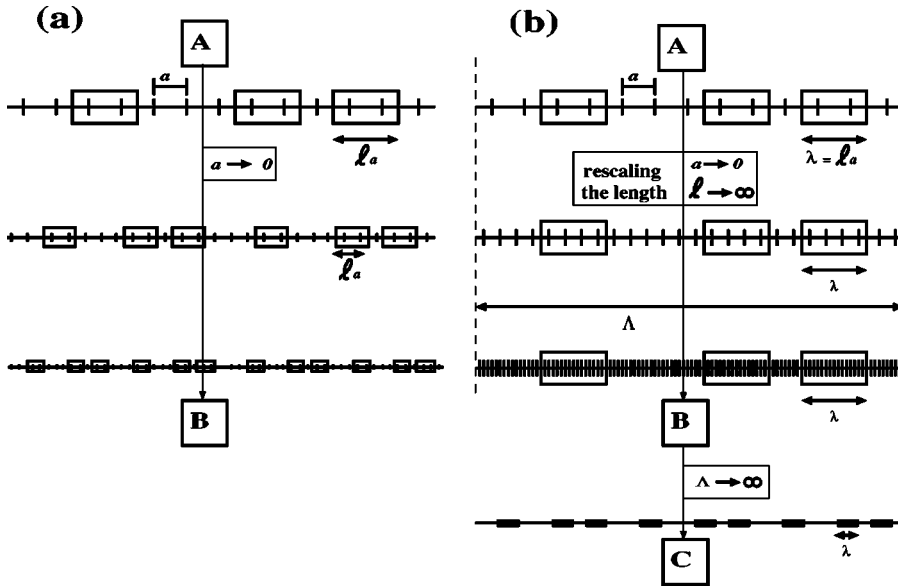 (a)
A
a
ℓa
a → 0
ℓa
B
(b)
A
a
λ = ℓa
rescaling
the length
a → 0
ℓ → ∞
λ
Λ
λ
B
Λ → ∞
λ
C